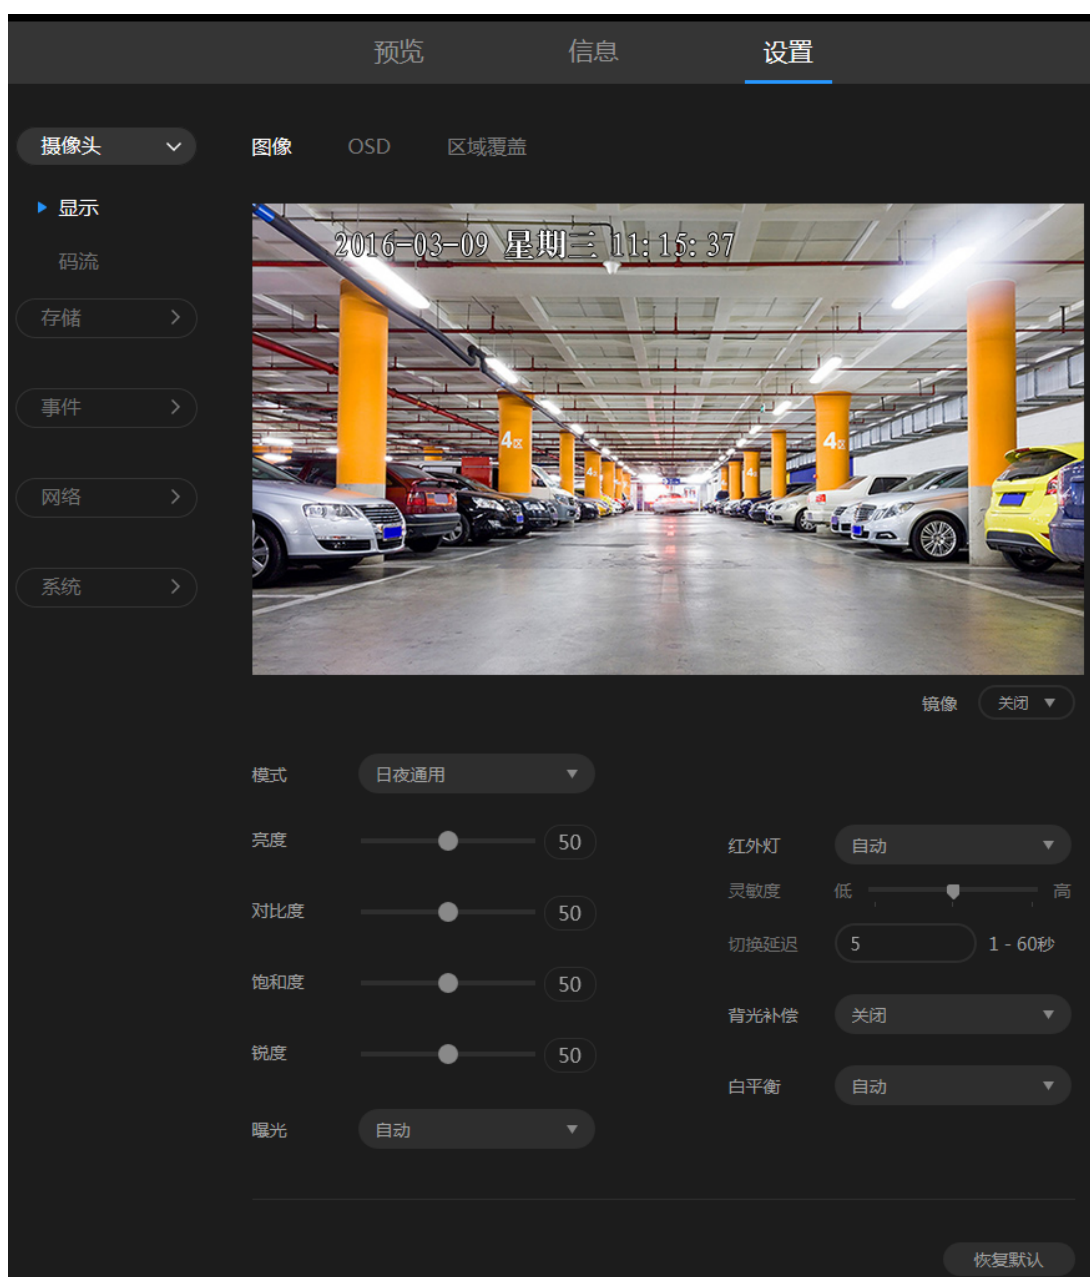 预览 信息 设置
摄像头 图像 OSD 区域覆盖
显示
码流
存储
事件
网络
系统
2016-03-09 星期三 11:15:37
4区 4区
4 4
镜像 关闭
模式 日夜通用
亮度 50 红外灯 自动
灵敏度 低 高
对比度 50
切换延迟 5 1 - 60秒
饱和度 50
背光补偿 关闭
锐度 50
白平衡 自动
曝光 自动
恢复默认